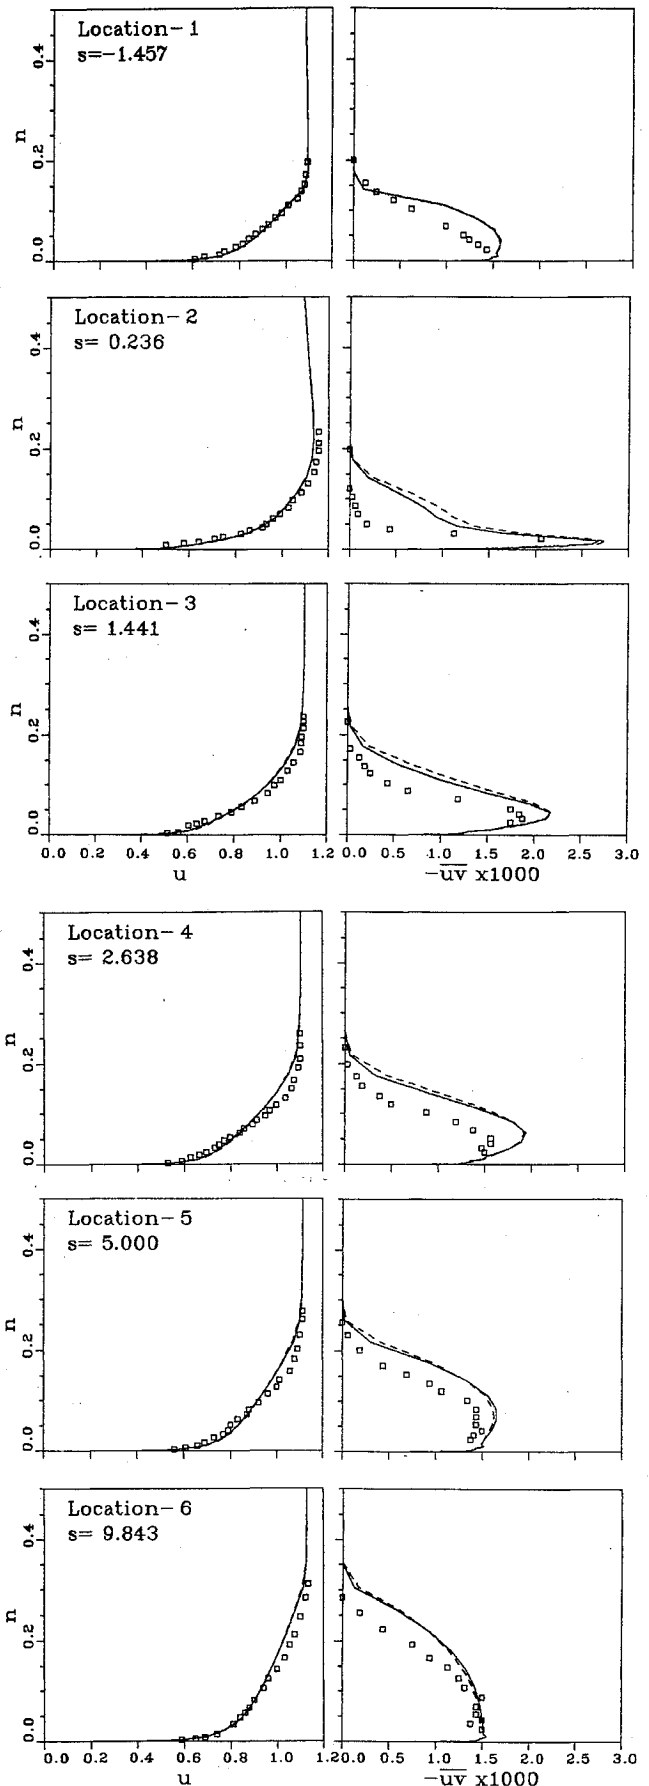 Location- 1
s=-1.457
n
0.4
0.2
0.0
Location- 2
s= 0.236
n
0.4
0.2
0.0
Location- 3
s= 1.441
n
0.4
0.2
0.0
0.0 0.2 0.4 0.6 0.8 1.0 1.2
u
0.0 0.5 1.0 1.5 2.0 2.5 3.0
-uv x1000
Location- 4
s= 2.638
n
0.4
0.2
0.0
Location- 5
s= 5.000
n
0.4
0.2
0.0
Location- 6
s= 9.843
n
0.4
0.2
0.0
0.0 0.2 0.4 0.6 0.8 1.0 1.2
u
0.0 0.5 1.0 1.5 2.0 2.5 3.0
-uv x1000